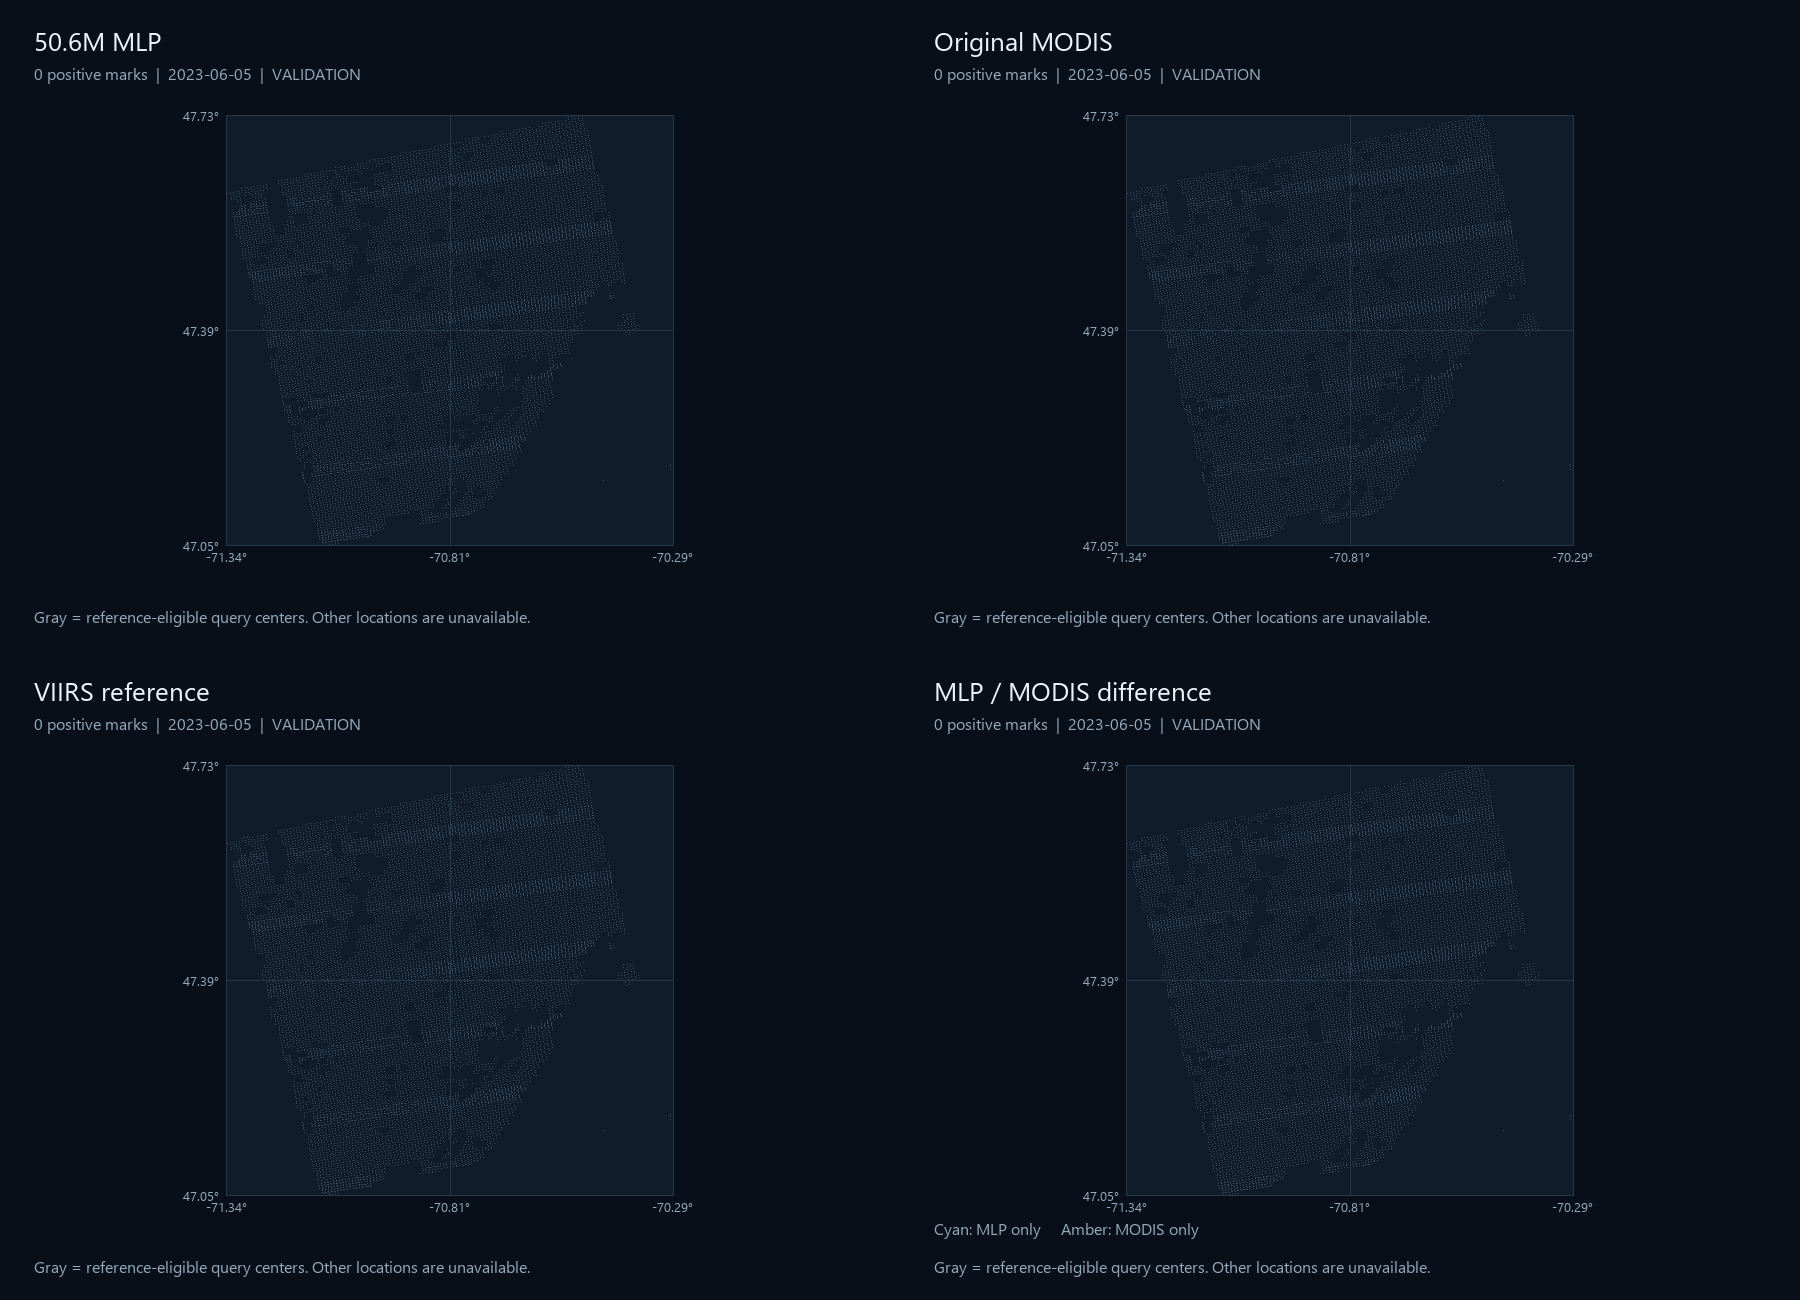 50.6M MLP
0 positive marks | 2023-06-05 | VALIDATION
47.73°
47.39°
47.05°
-71.34°
-70.81°
-70.29°
Gray = reference-eligible query centers. Other locations are unavailable.
Original MODIS
0 positive marks | 2023-06-05 | VALIDATION
47.73°
47.39°
47.05°
-71.34°
-70.81°
-70.29°
Gray = reference-eligible query centers. Other locations are unavailable.
VIIRS reference
0 positive marks | 2023-06-05 | VALIDATION
47.73°
47.39°
47.05°
-71.34°
-70.81°
-70.29°
Gray = reference-eligible query centers. Other locations are unavailable.
MLP / MODIS difference
0 positive marks | 2023-06-05 | VALIDATION
47.73°
47.39°
47.05°
-71.34°
-70.81°
-70.29°
Cyan: MLP only Amber: MODIS only
Gray = reference-eligible query centers. Other locations are unavailable.